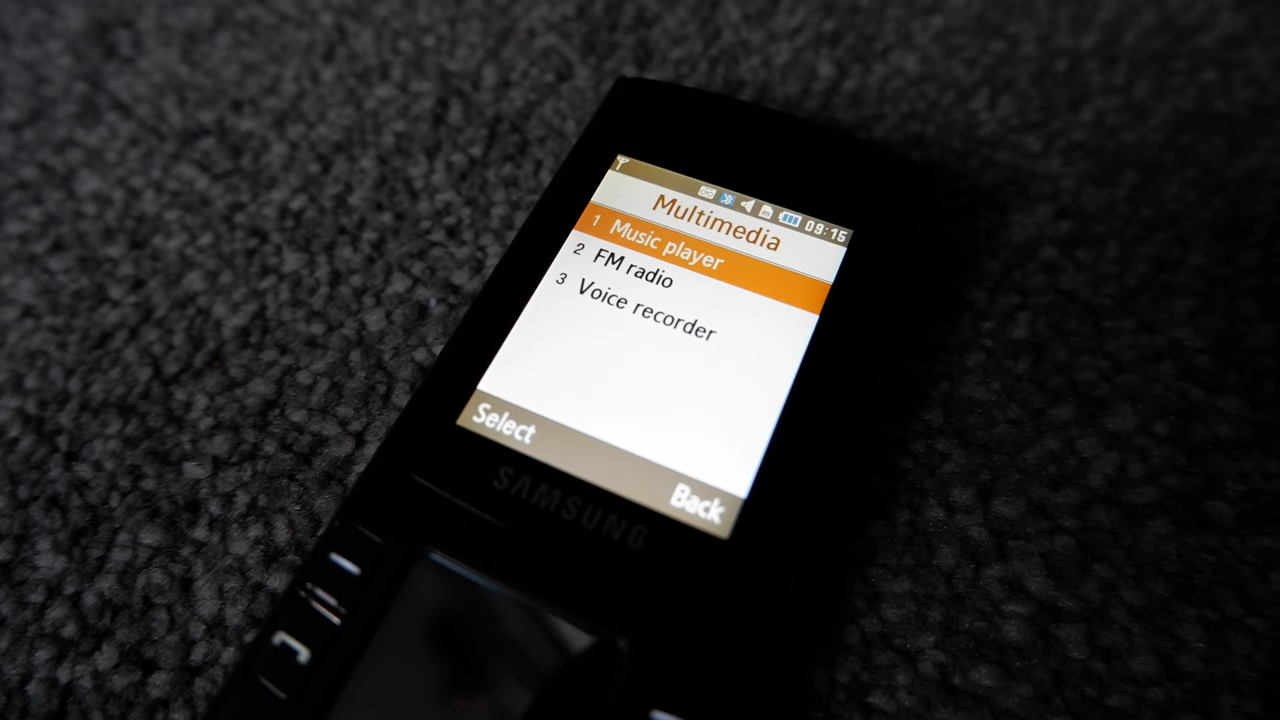 09:15
Multimedia
1 Music player
2 FM radio
3 Voice recorder
Select
Back
SAMSUNG